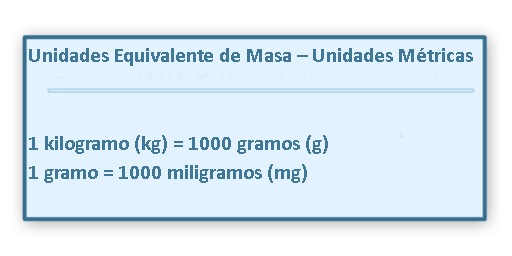 Unidades Equivalente de Masa – Unidades Métricas
1 kilogramo (kg) = 1000 gramos (g)
1 gramo = 1000 miligramos (mg)